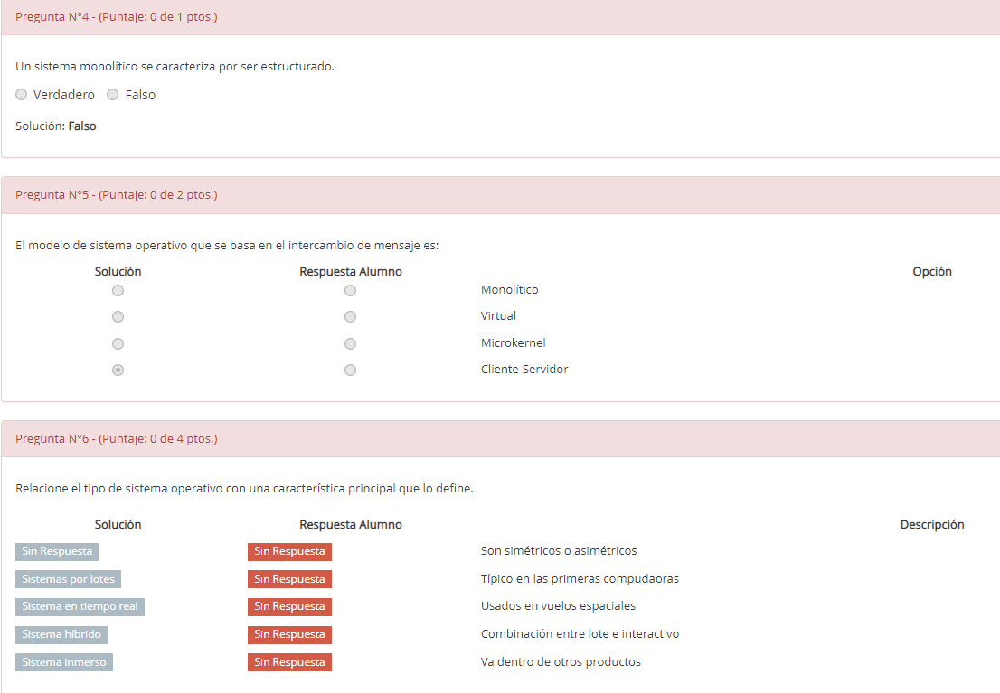 Pregunta N°4 - (Puntaje: 0 de 1 ptos.)
Un sistema monolítico se caracteriza por ser estructurado.
Verdadero Falso
Solución: Falso
Pregunta N°5 - (Puntaje: 0 de 2 ptos.)
El modelo de sistema operativo que se basa en el intercambio de mensaje es:
Solución Respuesta Alumno Opción
Monolítico
Virtual
Microkernel
Cliente-Servidor
Pregunta N°6 - (Puntaje: 0 de 4 ptos.)
Relacione el tipo de sistema operativo con una característica principal que lo define.
Solución Respuesta Alumno Descripción
Sin Respuesta Sin Respuesta Son simétricos o asimétricos
Sistemas por lotes Sin Respuesta Típico en las primeras compudaoras
Sistema en tiempo real Sin Respuesta Usados en vuelos espaciales
Sistema híbrido Sin Respuesta Combinación entre lote e interactivo
Sistema inmerso Sin Respuesta Va dentro de otros productos